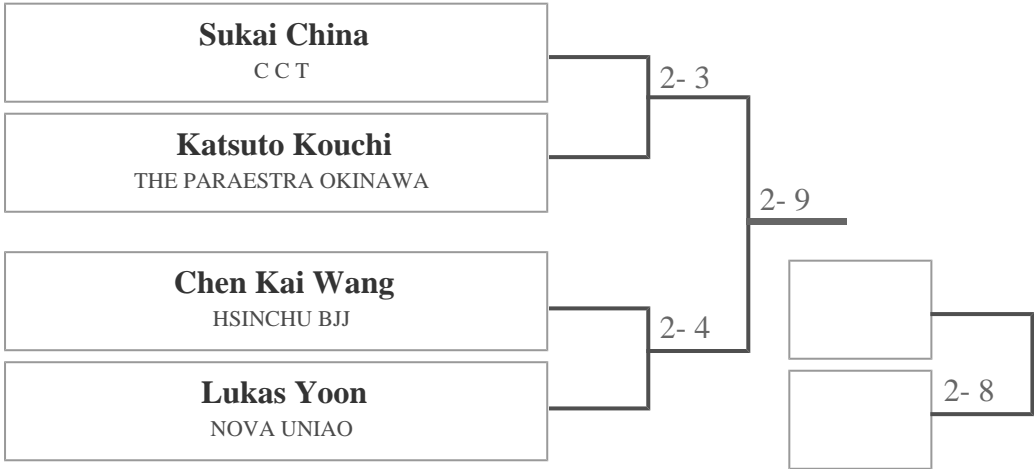 Sukai China
C C T
2- 3
Katsuto Kouchi
THE PARAESTRA OKINAWA
2- 9
Chen Kai Wang
HSINCHU BJJ
2- 4
Lukas Yoon
NOVA UNIAO
2- 8